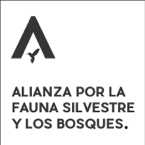 ALIANZA POR LA
FAUNA SILVESTRE
Y LOS BOSQUES.